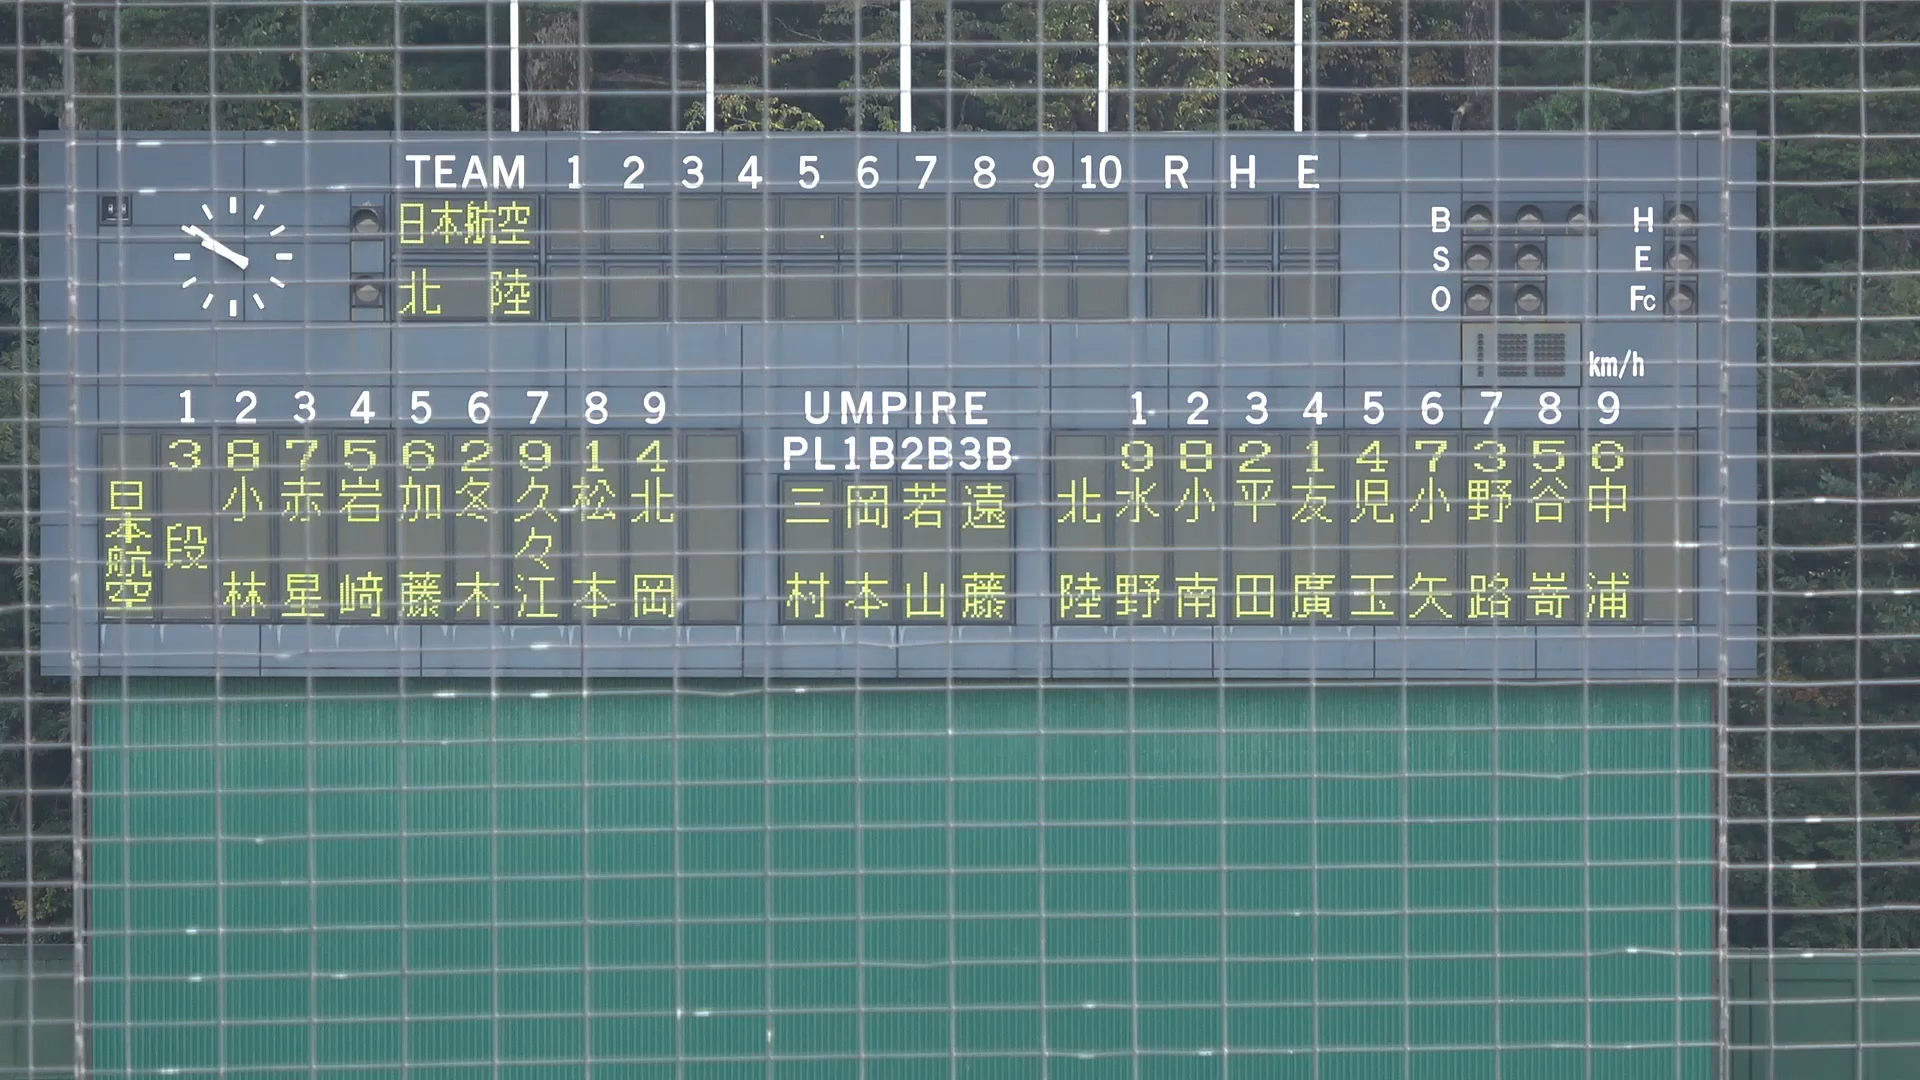 TEAM 1 2 3 4 5 6 7 8 9 10 R H E
日本航空
北陸
B H
S E
O Fc
km/h
1 2 3 4 5 6 7 8 9
3 8 7 5 6 2 9 1 4
日本航空
段
小林
赤星
岩﨑
加藤
冬木
久々江
松本
北岡
UMPIRE
PL 1B 2B 3B
三村
岡本
若山
遠藤
1 2 3 4 5 6 7 8 9
9 8 2 1 4 7 3 5 6
北陸
水野
小南
平田
友廣
児玉
小矢
野路
谷嵜
中浦